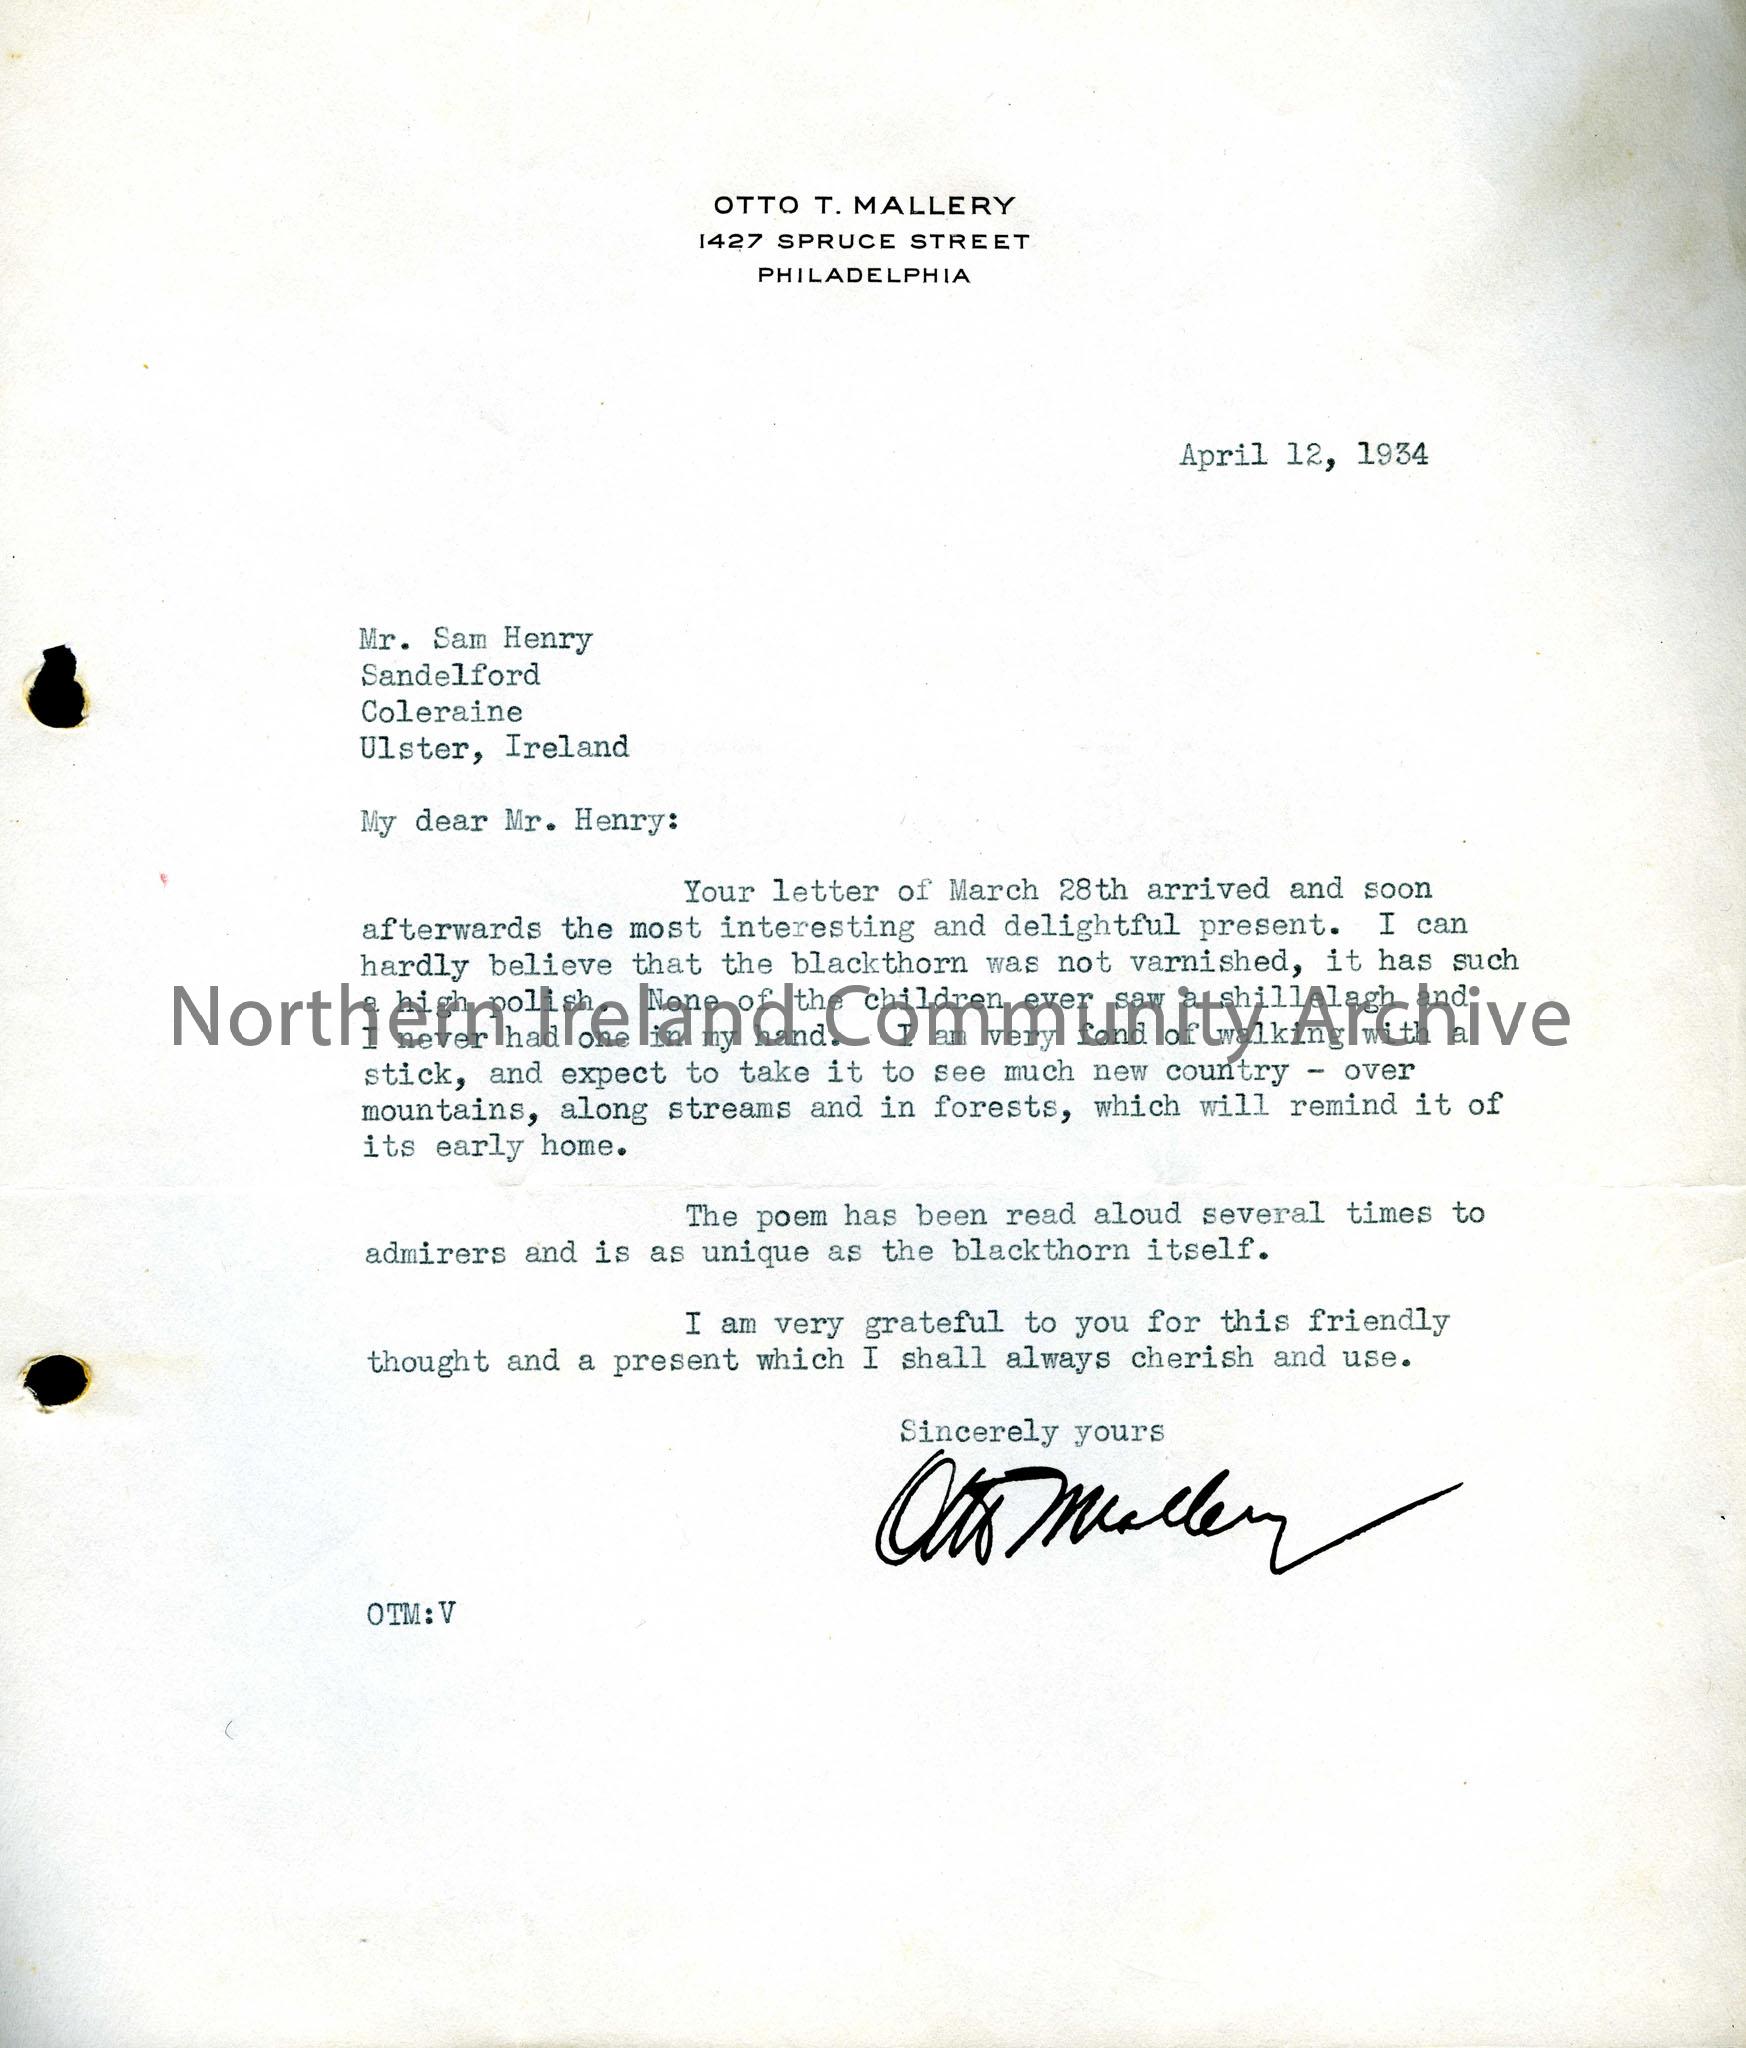 OTTO T. MALLERY
1427 SPRUCE STREET
PHILADELPHIA
April 12, 1934
Mr. Sam Henry
Sandelford
Coleraine
Ulster, Ireland
My dear Mr. Henry:
Your letter of March 28th arrived and soon
afterwards the most interesting and delightful present. I can
hardly believe that the blackthorn was not varnished, it has such
a high polish. None of the children ever saw a shillelagh and
I never had one in my hand. I am very fond of walking with a
stick, and expect to take it to see much new country - over
mountains, along streams and in forests, which will remind it of
its early home.
The poem has been read aloud several times to
admirers and is as unique as the blackthorn itself.
I am very grateful to you for this friendly
thought and a present which I shall always cherish and use.
Sincerely yours
Otto Mallery
OTM:V
Northern Ireland Community Archive